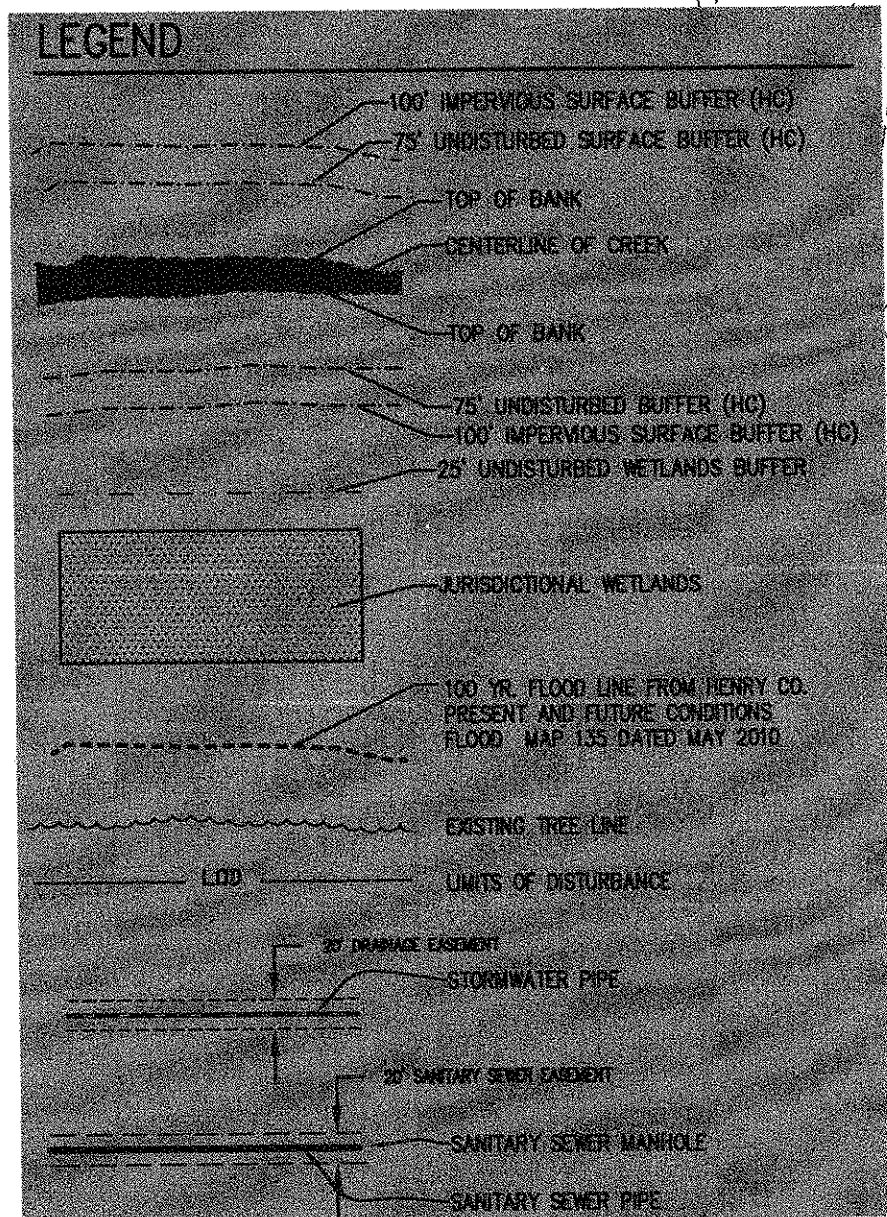 LEGEND
100' IMPERVIOUS SURFACE BUFFER (HC)
75' UNDISTURBED SURFACE BUFFER (HC)
TOP OF BANK
CENTERLINE OF CREEK
TOP OF BANK
75' UNDISTURBED BUFFER (HC)
100' IMPERVIOUS SURFACE BUFFER (HC)
25' UNDISTURBED WETLANDS BUFFER
JURISDICTIONAL WETLANDS
100 YR. FLOOD LINE FROM HENRY CO.
PRESENT AND FUTURE CONDITIONS
FLOOD MAP 135 DATED MAY 2010
EXISTING TREE LINE
LOD
LIMITS OF DISTURBANCE
20' DRAINAGE EASEMENT
STORMWATER PIPE
20' SANITARY SEWER EASEMENT
SANITARY SEWER MANHOLE
SANITARY SEWER PIPE